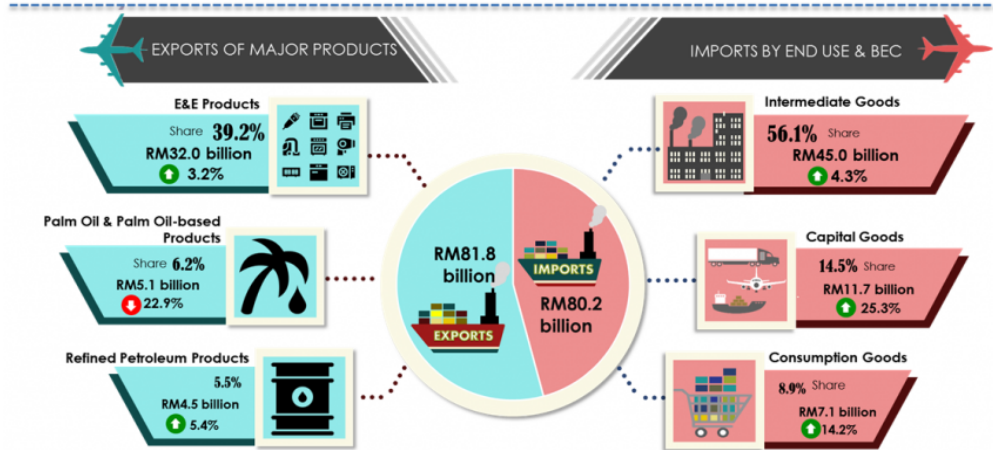 EXPORTS OF MAJOR PRODUCTS
E&E Products
Share 39.2%
RM32.0 billion
3.2%
Palm Oil & Palm Oil-based
Products
Share 6.2%
RM5.1 billion
22.9%
Refined Petroleum Products
5.5%
RM4.5 billion
5.4%
RM81.8
billion
EXPORTS
IMPORTS
RM80.2
billion
IMPORTS BY END USE & BEC
Intermediate Goods
56.1% Share
RM45.0 billion
4.3%
Capital Goods
14.5% Share
RM11.7 billion
25.3%
Consumption Goods
8.9% Share
RM7.1 billion
14.2%